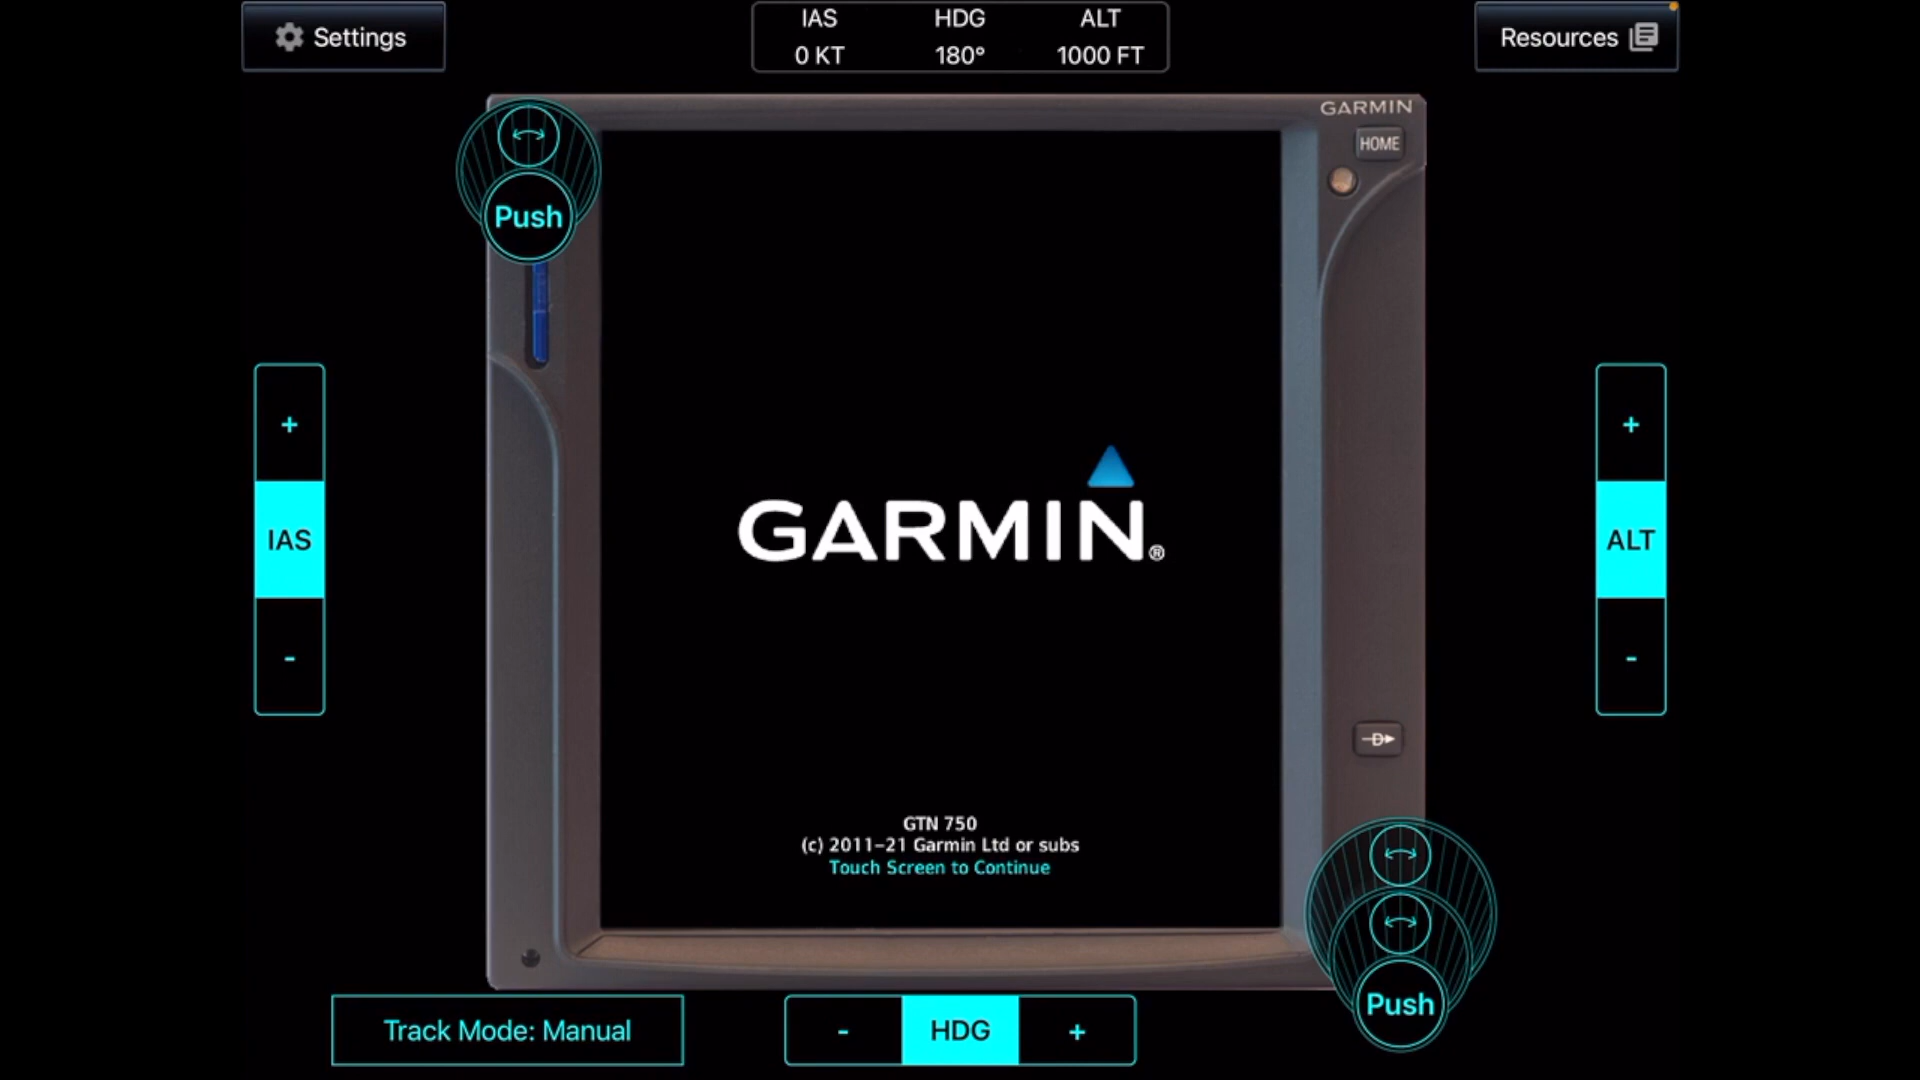 Settings
IAS HDG ALT
0 KT 180° 1000 FT
Resources
GARMIN
HOME
Push
+
IAS
-
+
ALT
-
GARMIN®
D
GTN 750
(c) 2011-21 Garmin Ltd or subs
Touch Screen to Continue
Push
Track Mode: Manual
- HDG +